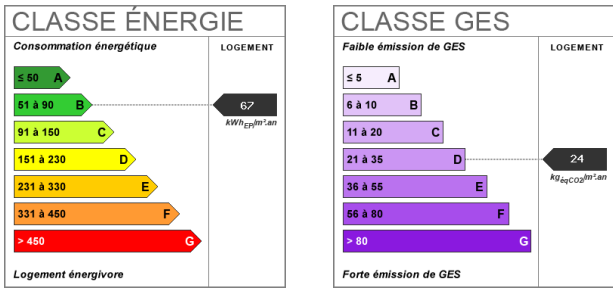 CLASSE ÉNERGIE
Consommation énergétique
LOGEMENT
≤ 50 A
51 à 90 B
67
kWhEP/m².an
91 à 150 C
151 à 230 D
231 à 330 E
331 à 450 F
> 450 G
Logement énergivore
CLASSE GES
Faible émission de GES
LOGEMENT
≤ 5 A
6 à 10 B
11 à 20 C
21 à 35 D
24
kgéqCO2/m².an
36 à 55 E
56 à 80 F
> 80 G
Forte émission de GES